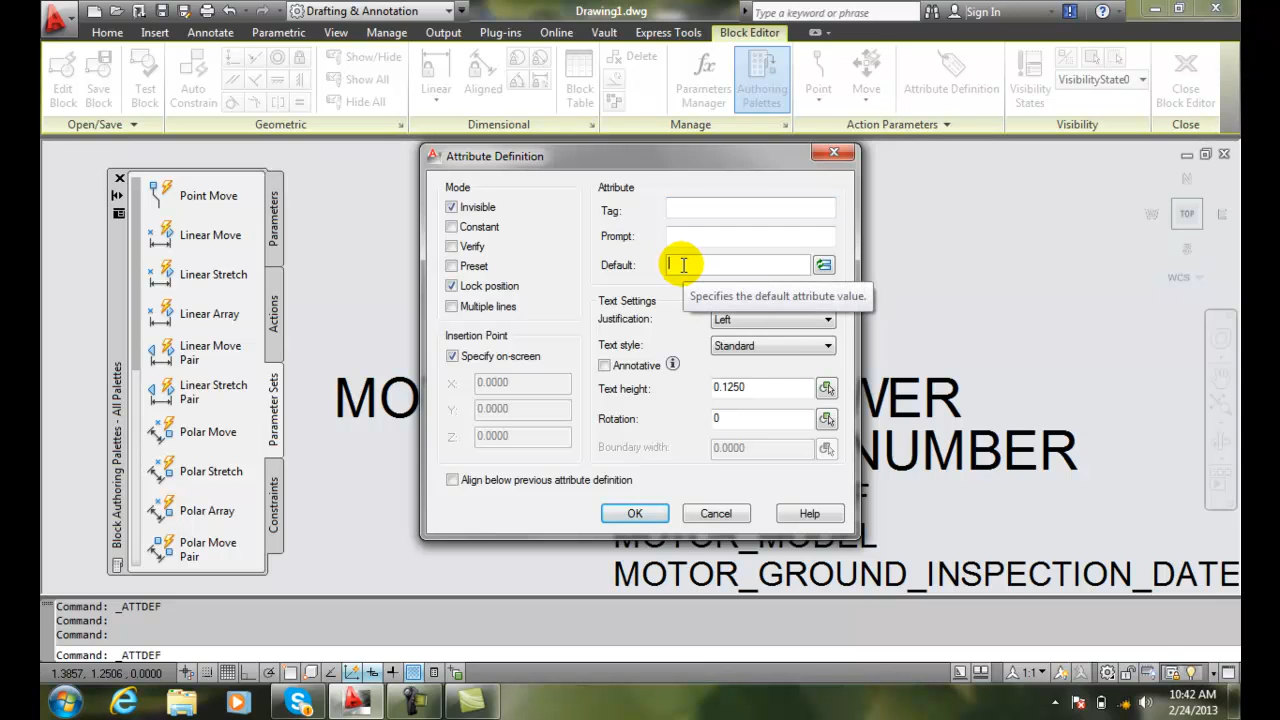 Drafting & Annotation
Drawing1.dwg
Type a keyword or phrase
Sign In
Home Insert Annotate Parametric View Manage Output Plug-ins Online Vault Express Tools Block Editor
Edit Block
Save Block
Test Block
Auto Constrain
Show/Hide
Show All
Hide All
Linear
Aligned
Block Table
Delete
Parameters Manager
Authoring Palettes
Point
Move
Attribute Definition
Visibility States
VisibilityState0
Close Block Editor
Open/Save Geometric Dimensional Manage Action Parameters Visibility Close
Block Authoring Palettes - All Palettes
Point Move
Linear Move
Linear Stretch
Linear Array
Linear Move Pair
Linear Stretch Pair
Polar Move
Polar Stretch
Polar Array
Polar Move Pair
Parameters
Actions
Parameter Sets
Constraints
Attribute Definition
Mode
Invisible
Constant
Verify
Preset
Lock position
Multiple lines
Insertion Point
Specify on-screen
X: 0.0000
Y: 0.0000
Z: 0.0000
Align below previous attribute definition
Attribute
Tag:
Prompt:
Default:
Specifies the default attribute value.
Text Settings
Justification: Left
Text style: Standard
Annotative
Text height: 0.1250
Rotation: 0
Boundary width: 0.0000
OK Cancel Help
N
W TOP E
S
WCS
MOTOR_MODEL
MOTOR_GROUND_INSPECTION_DATE
NUMBER
Command: _ATTDEF
Command:
Command:
Command: _ATTDEF
1.3857, 1.2506, 0.0000
1:1
10:42 AM
2/24/2013